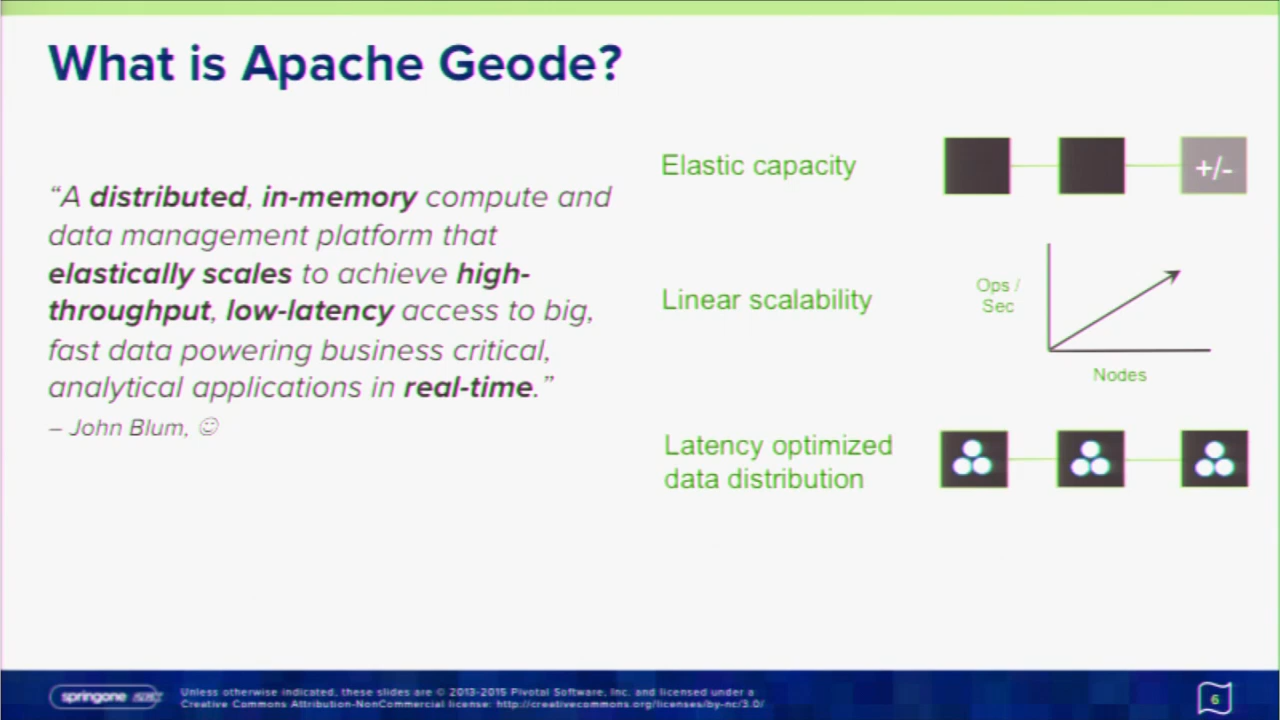 What is Apache Geode?
“A distributed, in-memory compute and
data management platform that
elastically scales to achieve high-
throughput, low-latency access to big,
fast data powering business critical,
analytical applications in real-time.”
– John Blum, ☺
Elastic capacity
+/-
Linear scalability
Ops /
Sec
Nodes
Latency optimized
data distribution
springone
Unless otherwise indicated, these slides are © 2013-2015 Pivotal Software, Inc. and licensed under a
Creative Commons Attribution-NonCommercial license: http://creativecommons.org/licenses/by-nc/3.0/
6